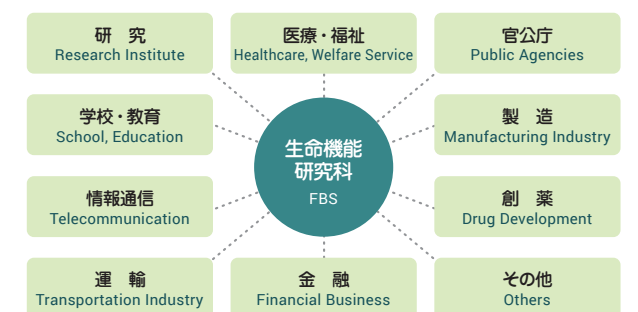 研　究
Research Institute
医療・福祉
Healthcare, Welfare Service
官公庁
Public Agencies
学校・教育
School, Education
生命機能
研究科
FBS
製　造
Manufacturing Industry
情報通信
Telecommunication
創　薬
Drug Development
運　輸
Transportation Industry
金　融
Financial Business
その他
Others